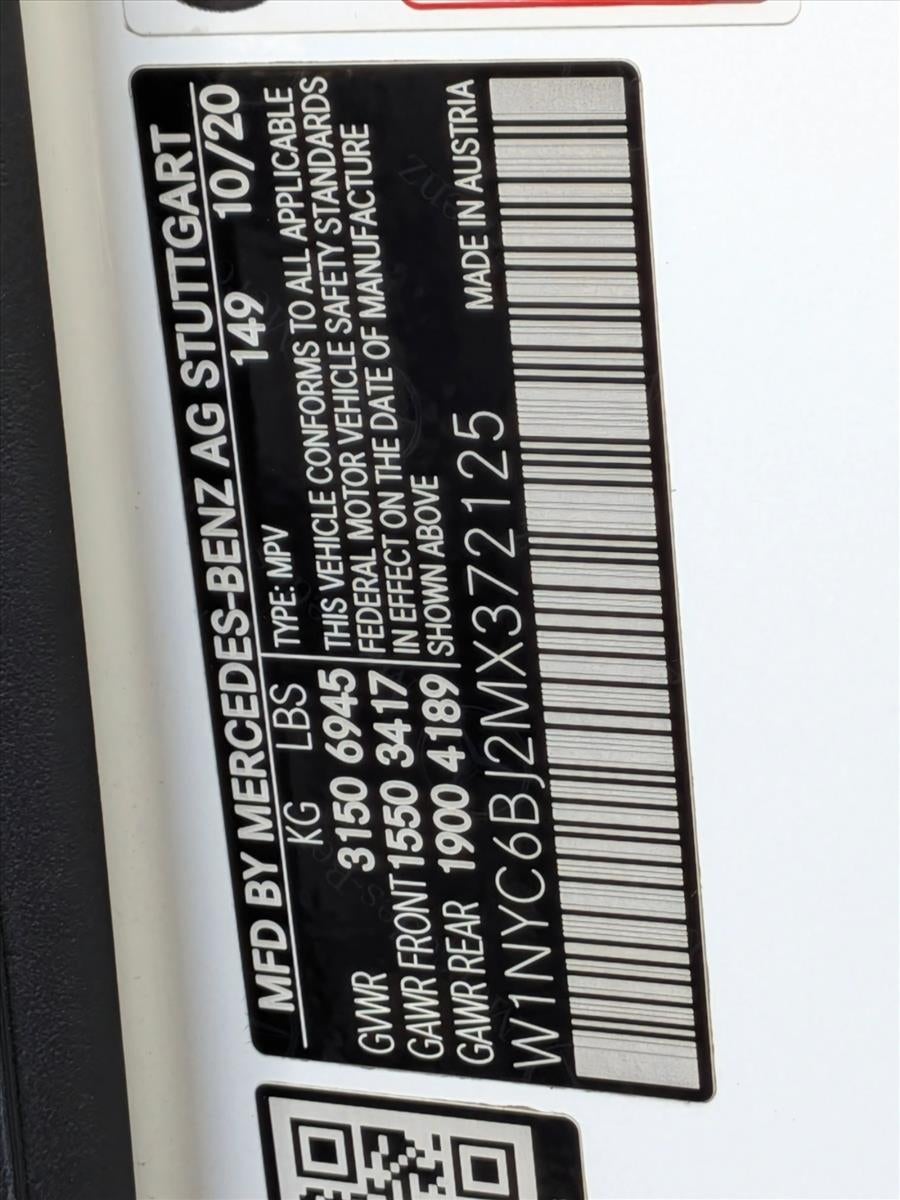 MFD BY MERCEDES-BENZ AG STUTTGART
149 10/20
KG LBS
GVWR 3150 6945
GAWR FRONT 1550 3417
GAWR REAR 1900 4189
TYPE: MPV
THIS VEHICLE CONFORMS TO ALL APPLICABLE
FEDERAL MOTOR VEHICLE SAFETY STANDARDS
IN EFFECT ON THE DATE OF MANUFACTURE
SHOWN ABOVE
MADE IN AUSTRIA
W1NYC6BJ2MX372125